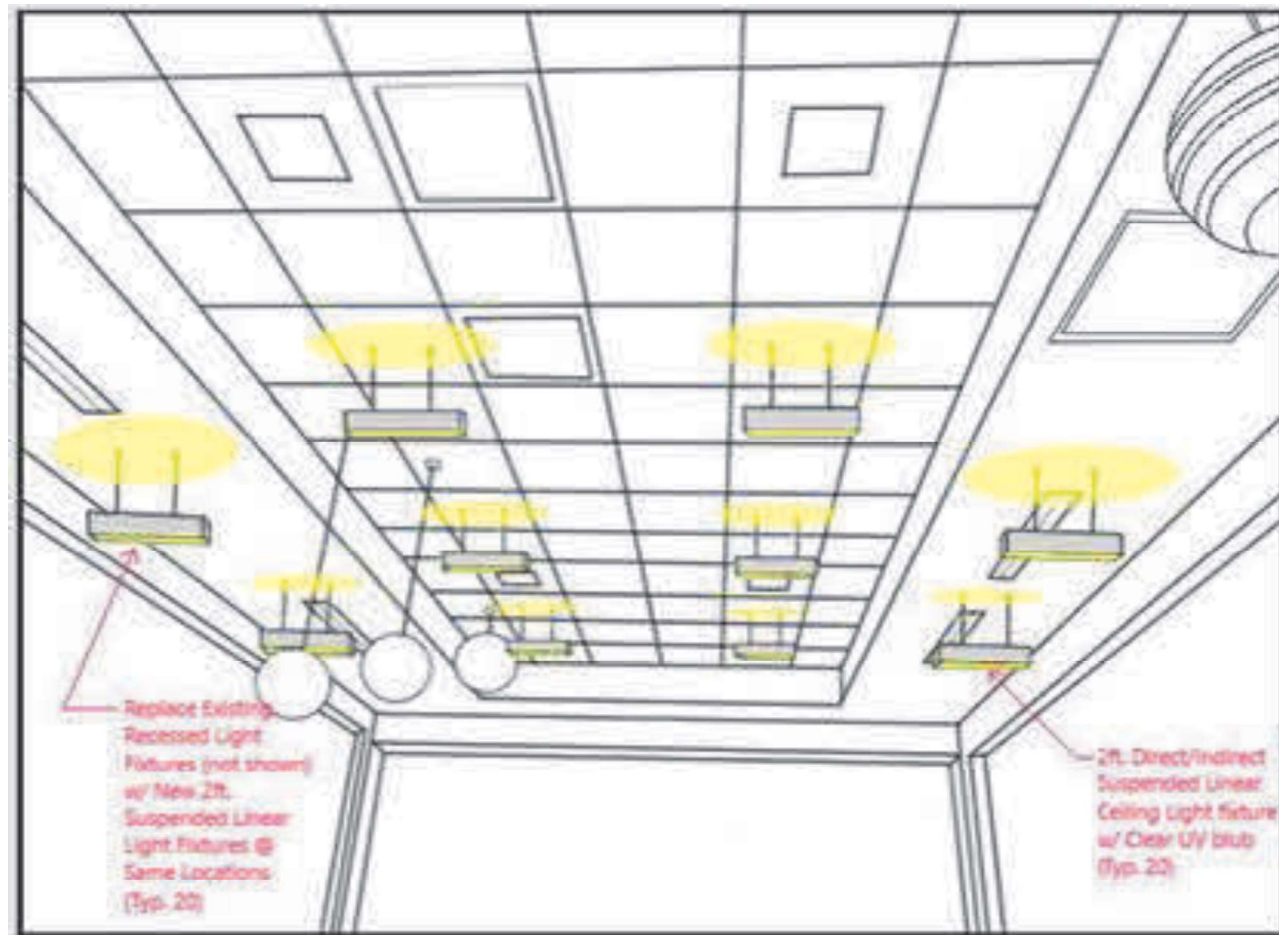 Replace Existing
Recessed Light
Fixtures (not shown)
w/ New 2ft.
Suspended Linear
Light Fixtures @
Same Locations
(Typ. 20)
2ft. Direct/Indirect
Suspended Linear
Ceiling Light fixture
w/ Clear UV blub
(Typ. 20)